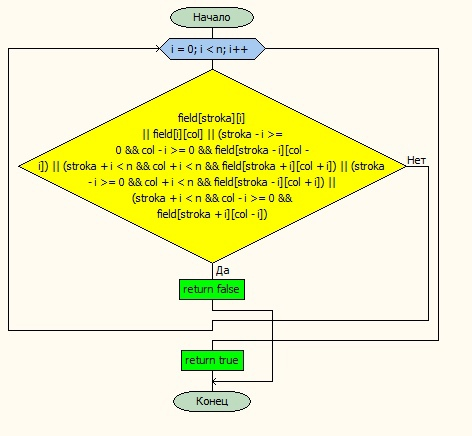 Начало
i = 0; i < n; i++
field[stroka][i]
|| field[i][col] || (stroka - i >=
0 && col - i >= 0 && field[stroka - i][col -
i]) || (stroka + i < n && col + i < n && field[stroka + i][col + i]) || (stroka
- i >= 0 && col + i < n && field[stroka - i][col + i]) ||
(stroka + i < n && col - i >= 0 &&
field[stroka + i][col - i])
Нет
Да
return false
return true
Конец